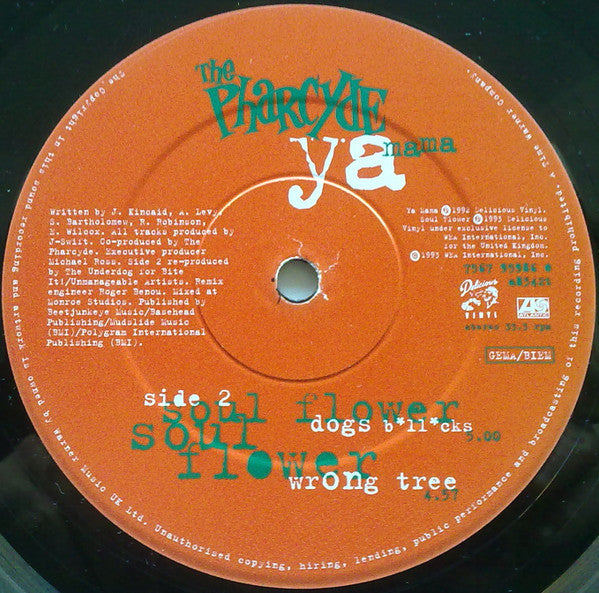 The
Pharcyde
ya mama
Written by J. Kincaid, A. Levy,
S. Bartholomew, R. Robinson,
E. Wilcox. All tracks produced by
J-Swift. Co-produced by The
Pharcyde. Executive producer
Michael Ross. Side 2 re-produced
by The Underdog for Bite
It!/Unmanageable Artists. Remix
engineer Roger Benou. Mixed at
Monroe Studios. Published by
Beetjunkeye Music/Basehead
Publishing/Mudslide Music
(BMI)/Polygram International
Publishing (BMI).
Ya Mama ℗ 1992 Delicious Vinyl.
Soul Flower ℗ 1993 Delicious
Vinyl under exclusive license to
WEA International, Inc.
for the United Kingdom.
© 1993 WEA International, Inc.
7567 95986 0
a8542t
Delicious
VINYL
ATLANTIC
stereo 33.3 rpm
GEMA/BIEM
side 2
soul flower
dogs b*ll*cks 5.00
soul
flower
wrong tree 4.57
The copyright in this sound recording and artwork is owned by Warner Music UK Ltd. Unauthorised copying, hiring, lending, public performance and broadcasting of this recording prohibited. A Time Warner Company.